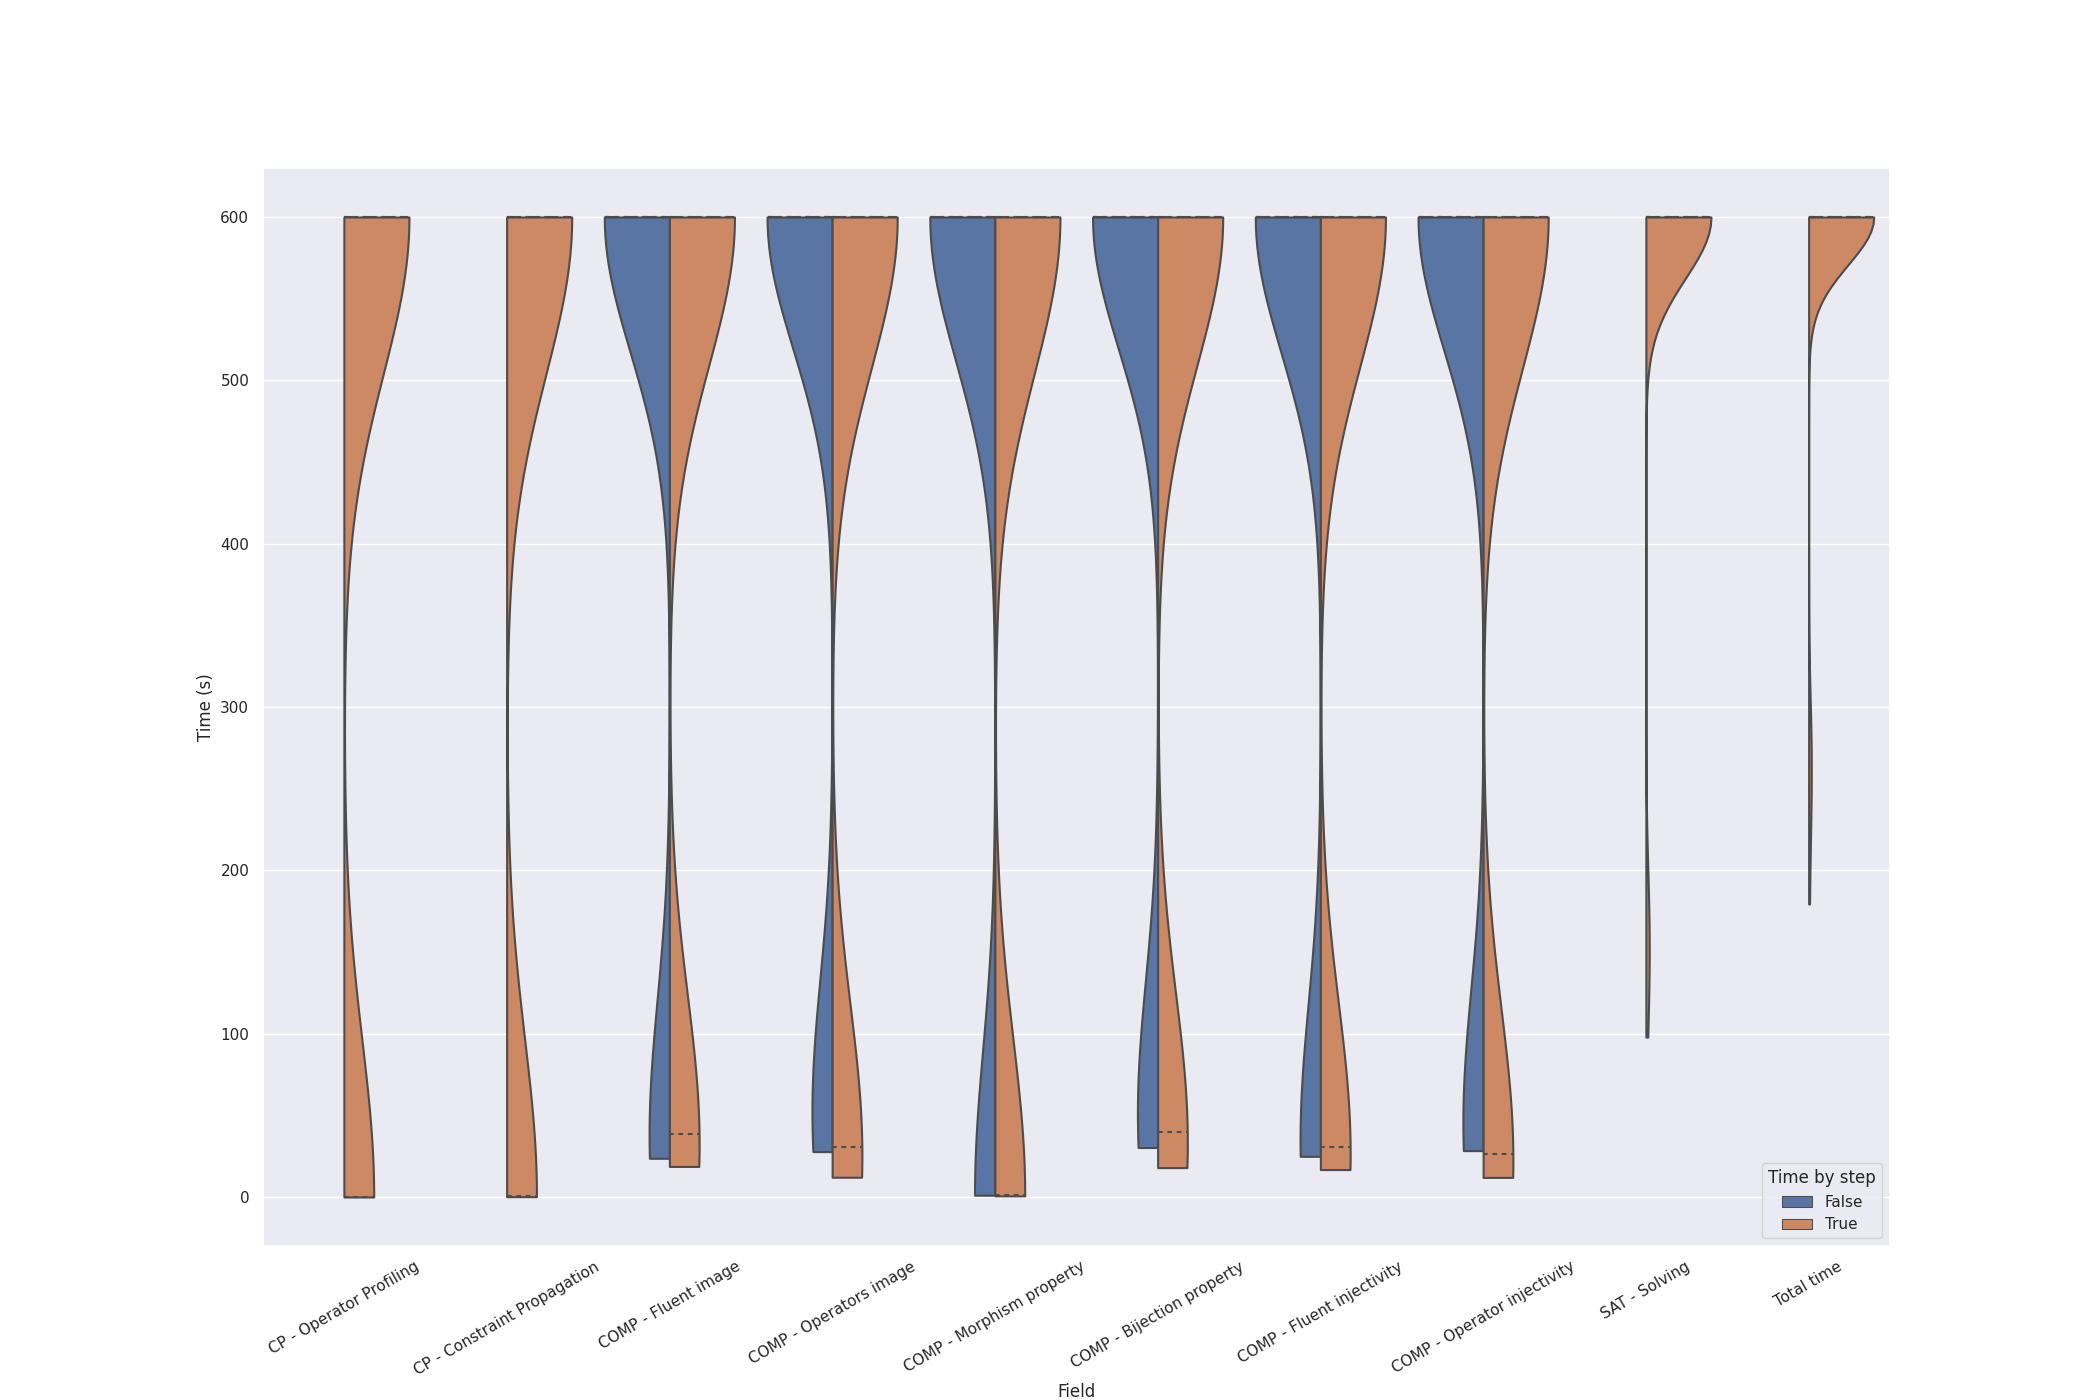 600
500
400
300
200
100
0
Time (s)
Time by step
False
True
CP - Operator Profiling
CP - Constraint Propagation
COMP - Fluent image
COMP - Operators image
COMP - Morphism property
COMP - Bijection property
COMP - Fluent injectivity
COMP - Operator injectivity
SAT - Solving
Total time
Field